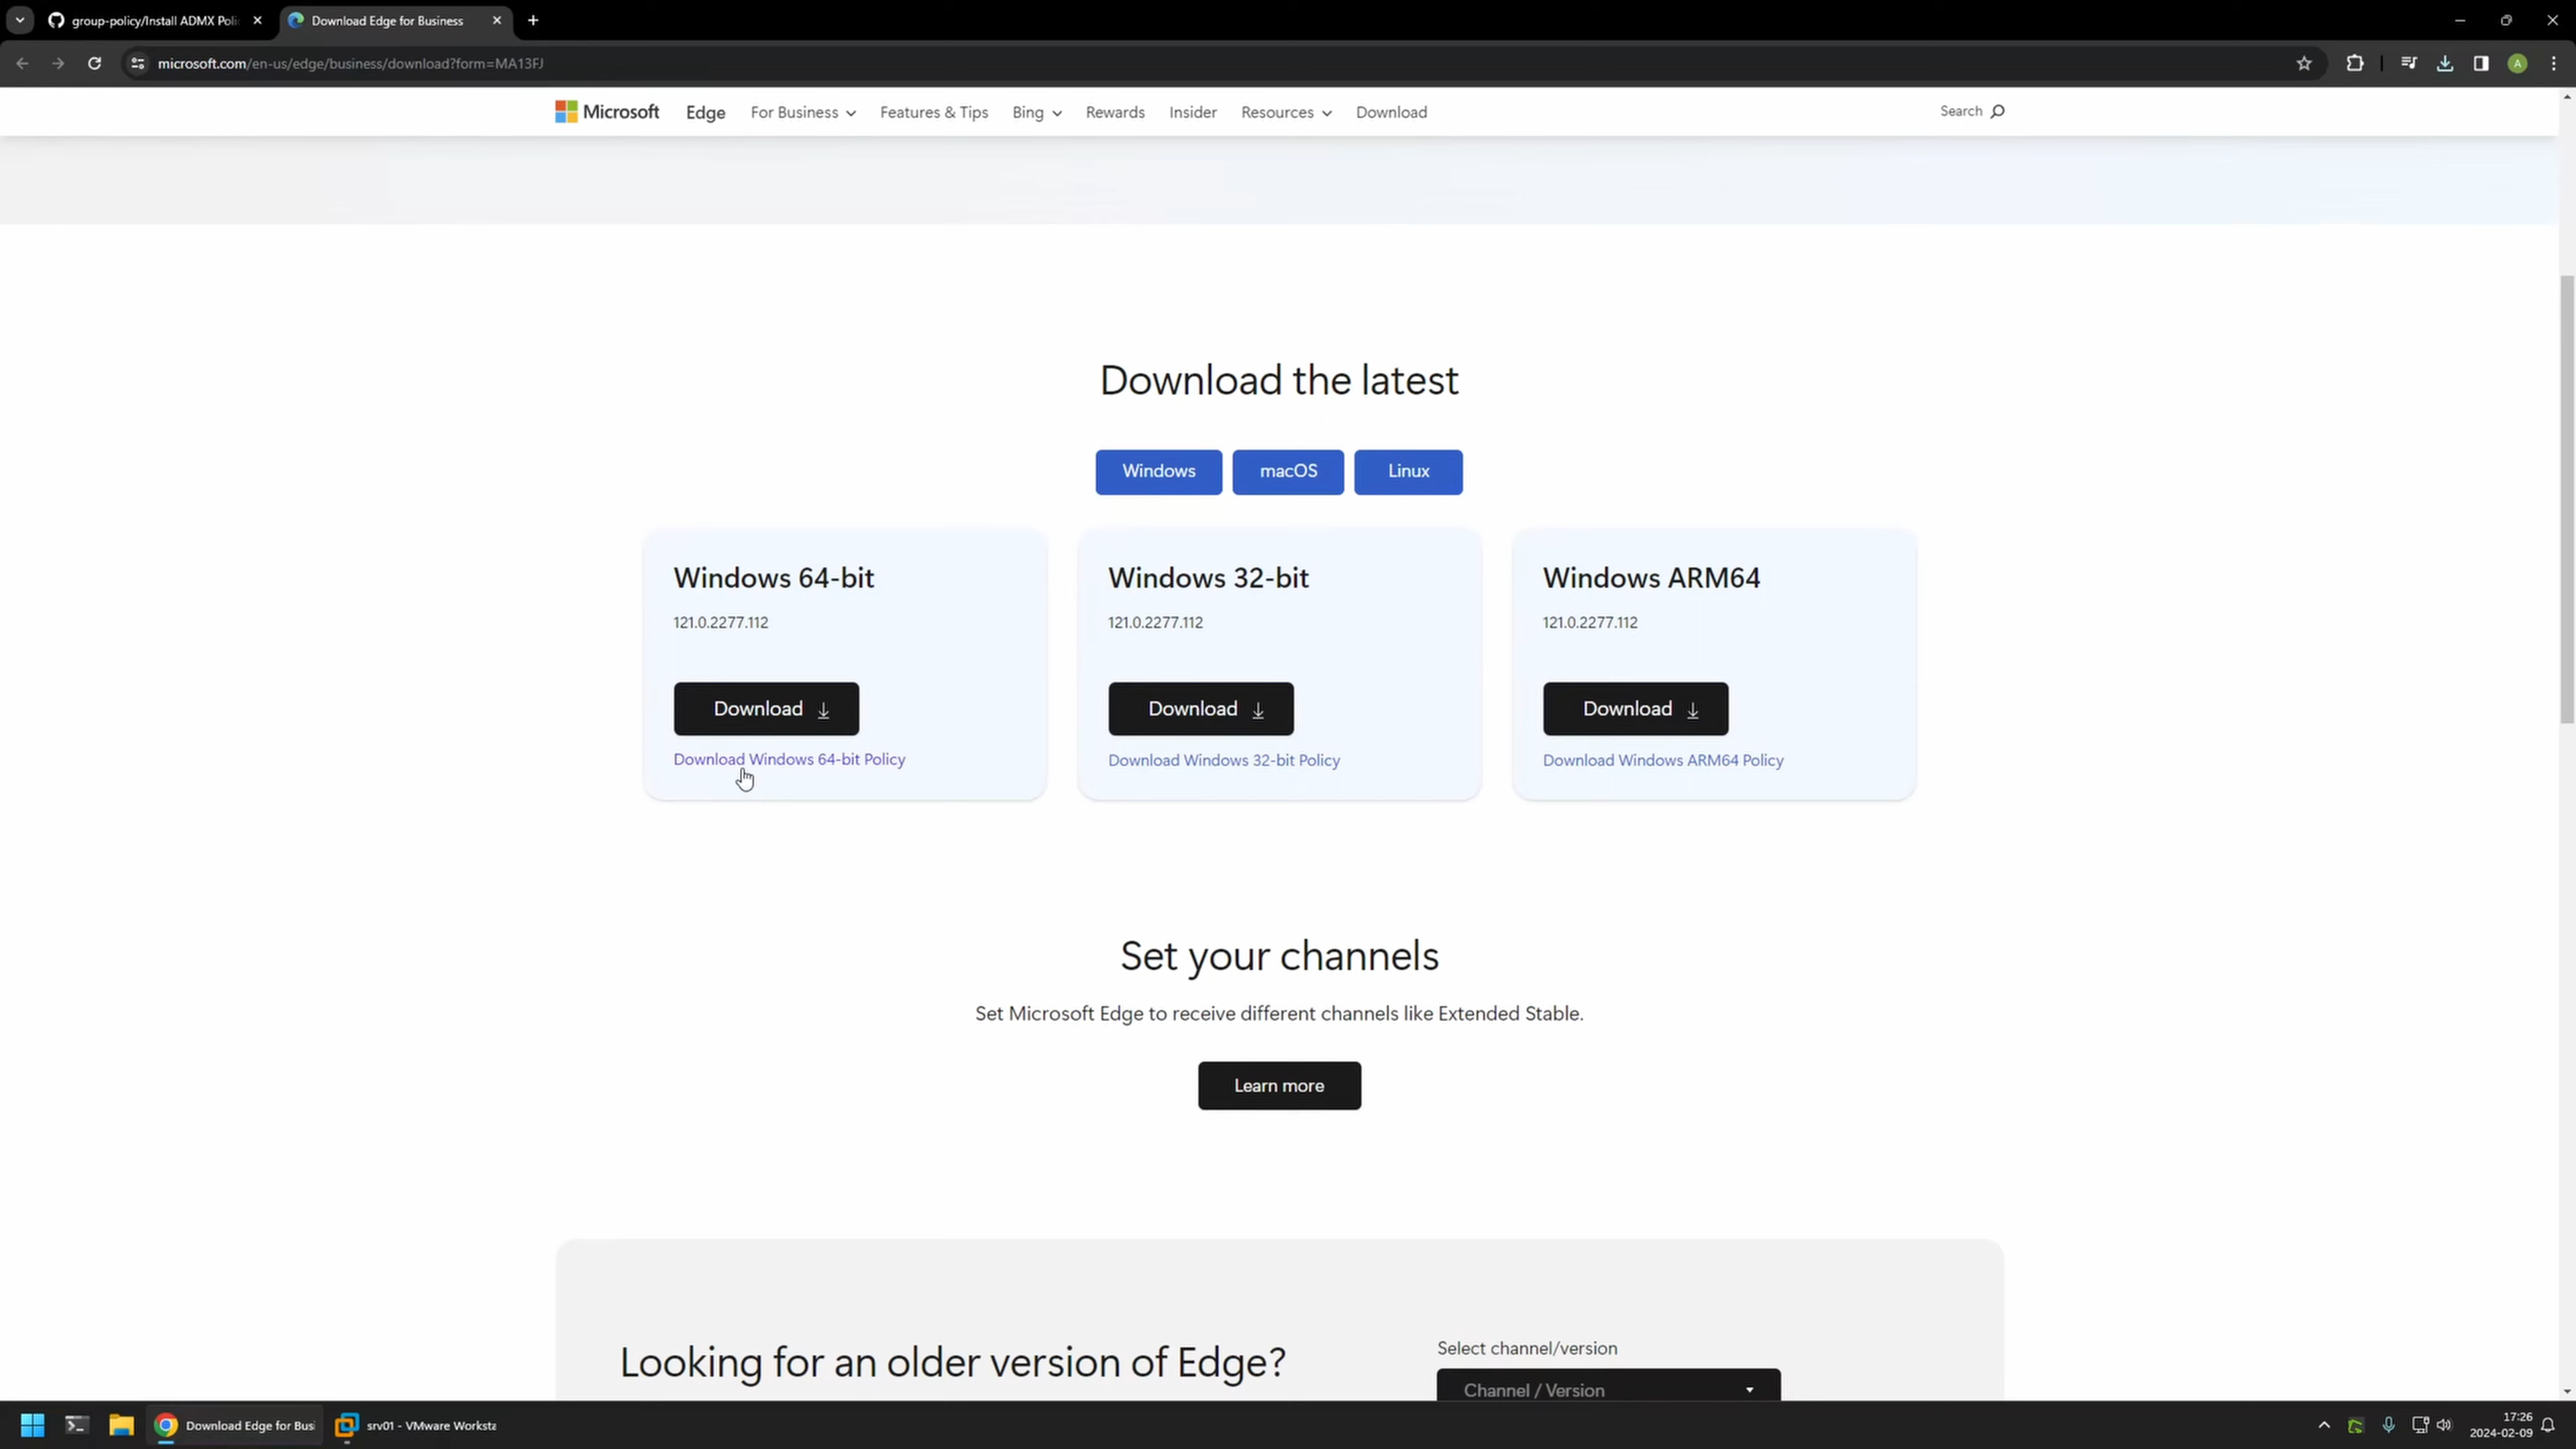 group-policy/Install ADMX Poli
Download Edge for Business
microsoft.com/en-us/edge/business/download?form=MA13FJ
A
Microsoft Edge For Business Features & Tips Bing Rewards Insider Resources Download Search
Download the latest
Windows macOS Linux
Windows 64-bit
121.0.2277.112
Download
Download Windows 64-bit Policy
Windows 32-bit
121.0.2277.112
Download
Download Windows 32-bit Policy
Windows ARM64
121.0.2277.112
Download
Download Windows ARM64 Policy
Set your channels
Set Microsoft Edge to receive different channels like Extended Stable.
Learn more
Looking for an older version of Edge?
Select channel/version
Channel / Version
Download Edge for Busi
srv01 - VMware Worksta
17:26
2024-02-09